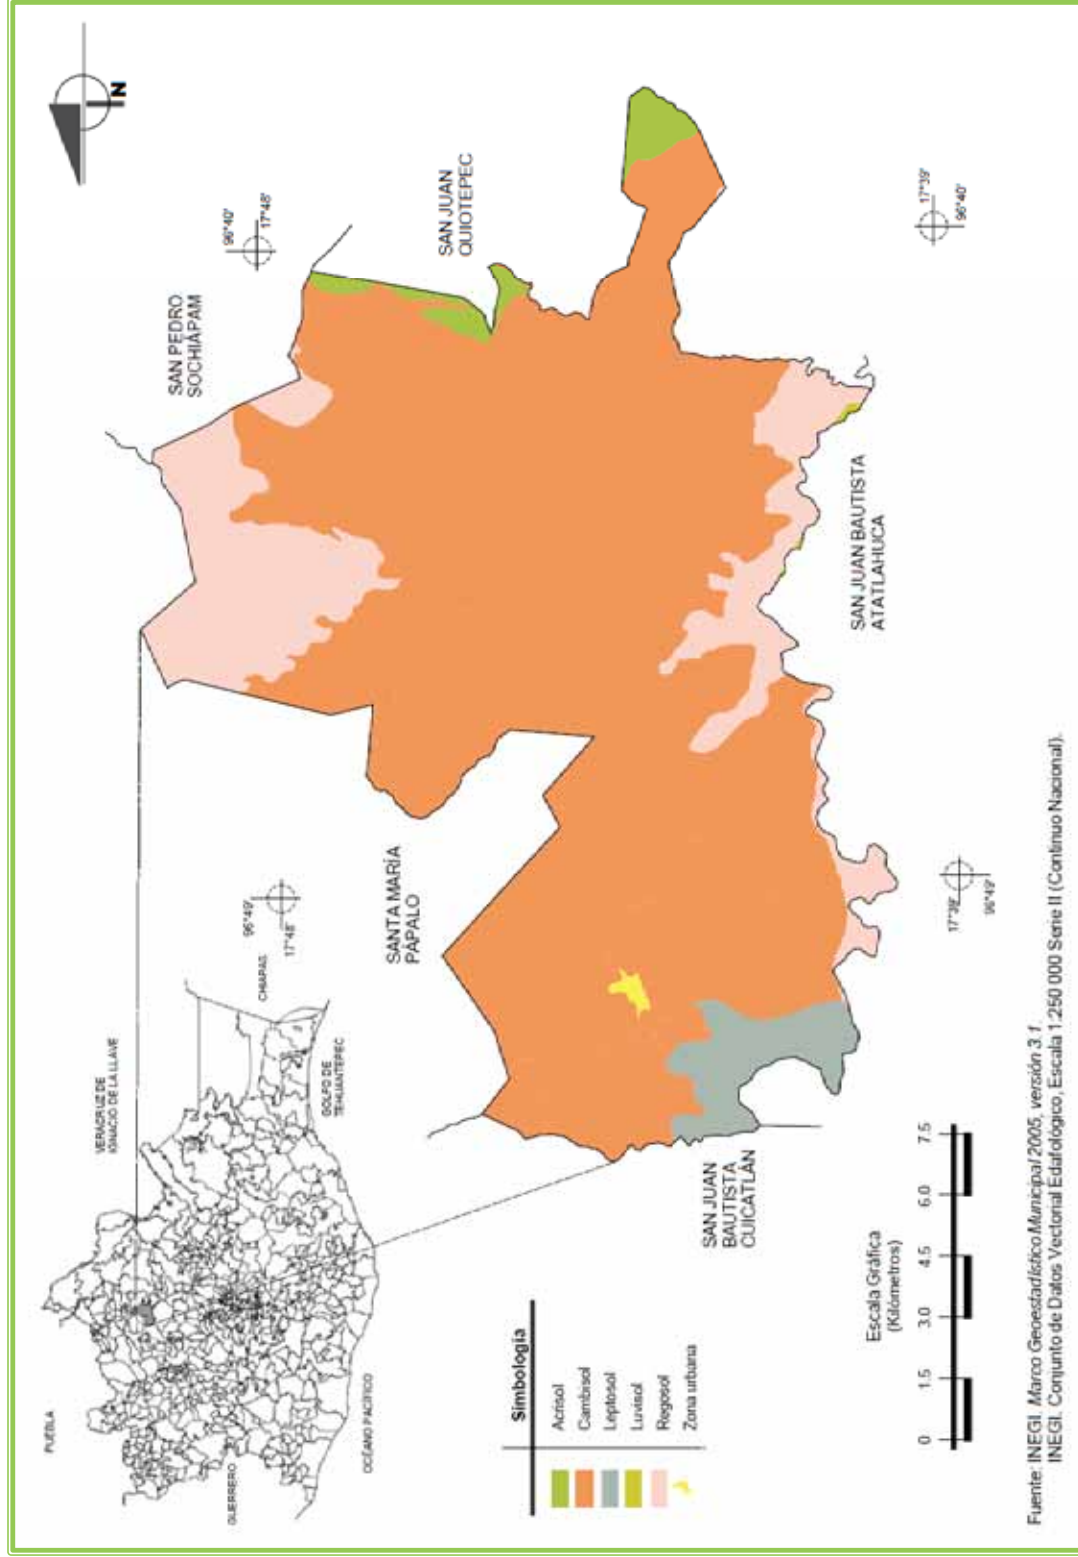 N
SAN PEDRO
SOCHIÁPAM
96°40'
17°48'
SAN JUAN
QUIOTEPEC
17°39'
96°40'
SANTA MARÍA
PÁPALO
96°49'
17°48'
SAN JUAN BAUTISTA
ATATLAHUCA
17°39'
96°49'
SAN JUAN
BAUTISTA
CUICATLÁN
PUEBLA
VERACRUZ DE
IGNACIO DE LA LLAVE
CHIAPAS
GOLFO DE
TEHUANTEPEC
OCÉANO PACÍFICO
GUERRERO
Simbología
Acrisol
Cambisol
Leptosol
Luvisol
Regosol
Zona urbana
Escala Gráfica
(Kilómetros)
0 1.5 3.0 4.5 6.0 7.5
Fuente: INEGI. Marco Geoestadístico Municipal 2005, versión 3.1.
INEGI. Conjunto de Datos Vectorial Edafológico, Escala 1:250 000 Serie II (Continuo Nacional).